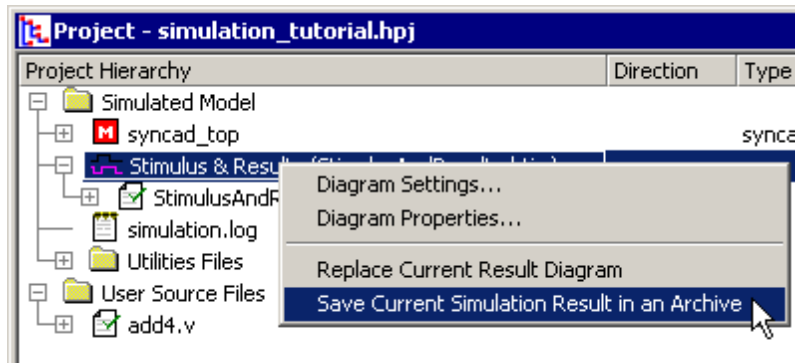 Project - simulation_tutorial.hpj
Project Hierarchy Direction Type
Simulated Model
M syncad_top synca
Stimulus & Resu
StimulusAndR
Diagram Settings...
Diagram Properties...
simulation.log
Utilities Files
Replace Current Result Diagram
User Source Files
Save Current Simulation Result in an Archive
add4.v